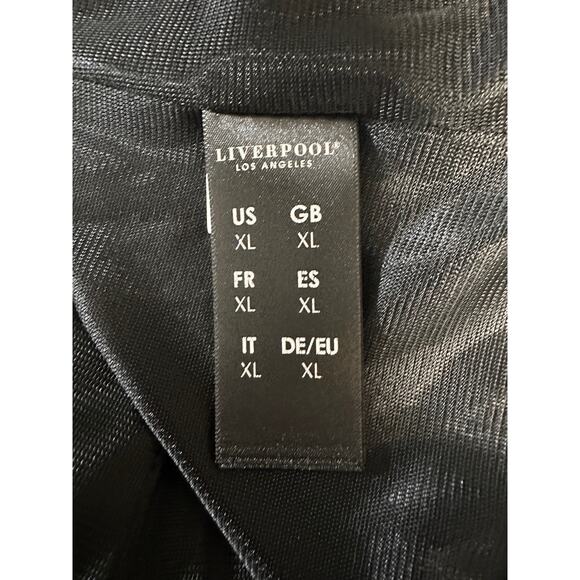 LIVERPOOL®
LOS ANGELES
US GB
XL XL
FR ES
XL XL
IT DE/EU
XL XL